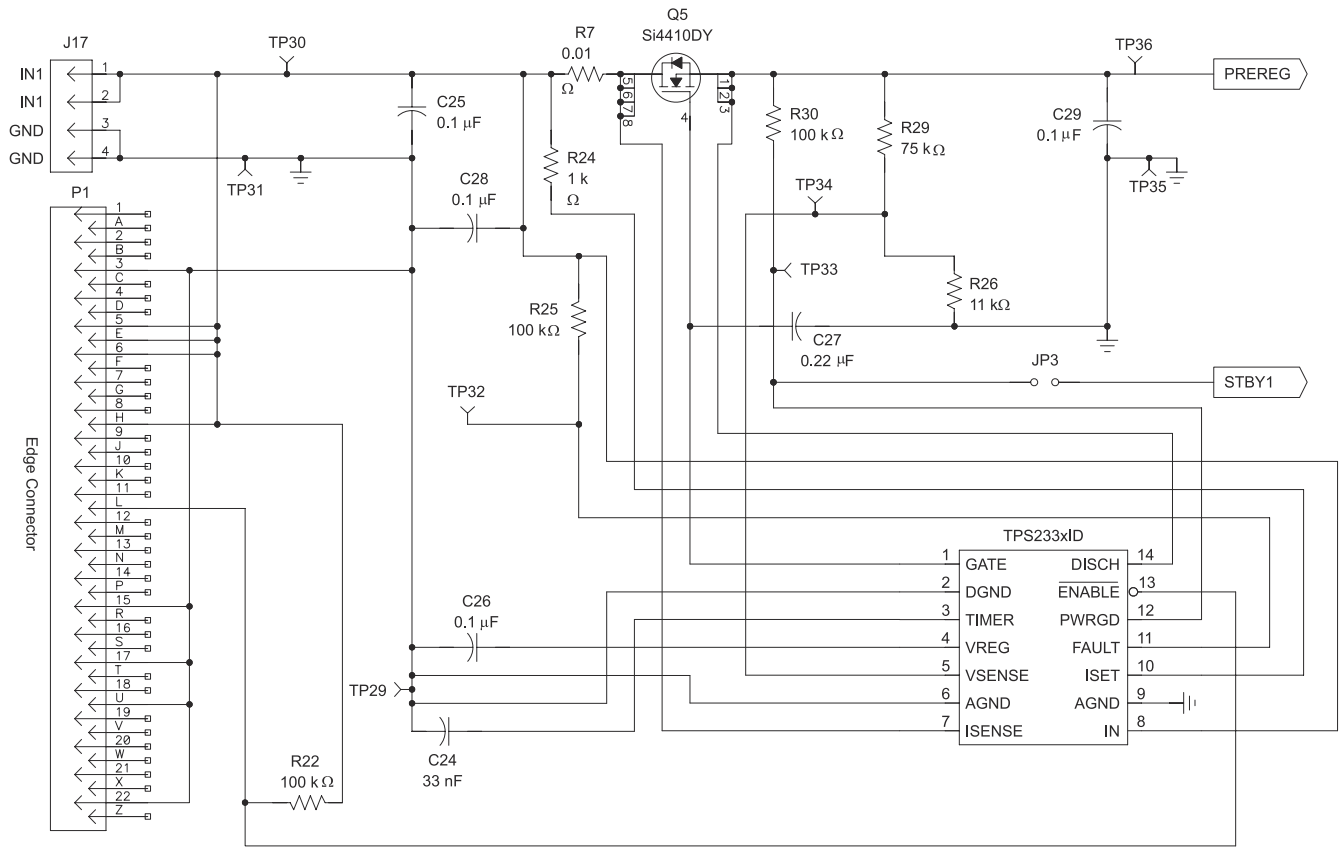 J17
IN1
1
IN1
2
GND
3
GND
4
TP30
TP31
C25
0.1 μF
C28
0.1 μF
R7
0.01
Ω
R24
1 k
Ω
Q5
Si4410DY
5
6
7
8
1
2
3
4
R30
100 kΩ
R29
75 kΩ
C29
0.1 μF
TP36
PREREG
TP35
TP34
TP33
R26
11 kΩ
C27
0.22 μF
R25
100 kΩ
TP32
JP3
STBY1
P1
Edge Connector
1
A
2
B
3
C
4
D
5
E
6
F
7
G
8
H
9
J
10
K
11
L
12
M
13
N
14
P
15
R
16
S
17
T
18
U
19
V
20
W
21
X
22
Z
R22
100 kΩ
C26
0.1 μF
TP29
C24
33 nF
TPS233xID
1 GATE DISCH 14
2 DGND ENABLE 13
3 TIMER PWRGD 12
4 VREG FAULT 11
5 VSENSE ISET 10
6 AGND AGND 9
7 ISENSE IN 8